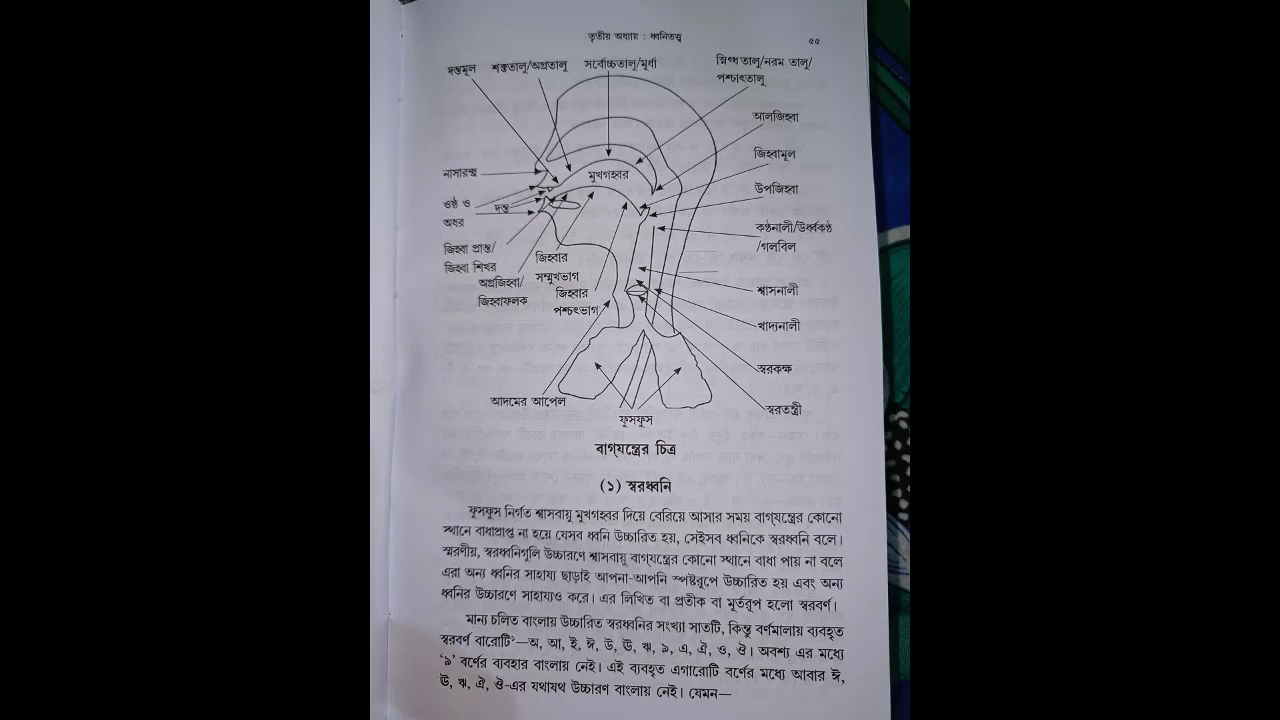 তৃতীয় অধ্যায় : ধ্বনিতত্ত্ব
৫৫
দন্তমূল
শক্ততালু/অগ্রতালু
সর্বোচ্চতালু/মূর্ধা
স্নিগ্ধতালু/নরম তালু/
পশ্চাৎতালু
আলজিহ্বা
জিহ্বামূল
নাসারন্ধ্র
মুখগহ্বর
উপজিহ্বা
ওষ্ঠ ও
অধর
দন্ত
কণ্ঠনালী/উর্ধ্বকণ্ঠ
/গলবিল
জিহ্বা প্রান্ত/
জিহ্বা শিখর
জিহ্বার
সম্মুখভাগ
অগ্রজিহ্বা/
জিহ্বাফলক
জিহ্বার
পশ্চৎভাগ
শ্বাসনালী
খাদ্যনালী
স্বরকক্ষ
আদমের আপেল
স্বরতন্ত্রী
ফুসফুস
বাগ্‌যন্ত্রের চিত্র
(১) স্বরধ্বনি
ফুসফুস নির্গত শ্বাসবায়ু মুখগহ্বর দিয়ে বেরিয়ে আসার সময় বাগ্‌যন্ত্রের কোনো
স্থানে বাধাপ্রাপ্ত না হয়ে যেসব ধ্বনি উচ্চারিত হয়, সেইসব ধ্বনিকে স্বরধ্বনি বলে।
স্মরণীয়, স্বরধ্বনিগুলি উচ্চারণে শ্বাসবায়ু বাগ্‌যন্ত্রের কোনো স্থানে বাধা পায় না বলে
এরা অন্য ধ্বনির সাহায্য ছাড়াই আপনা-আপনি স্পষ্টরূপে উচ্চারিত হয় এবং অন্য
ধ্বনির উচ্চারণে সাহায্যও করে। এর লিখিত বা প্রতীক বা মূর্তরূপ হলো স্বরবর্ণ।
মান্য চলিত বাংলায় উচ্চারিত স্বরধ্বনির সংখ্যা সাতটি, কিন্তু বর্ণমালায় ব্যবহৃত
স্বরবর্ণ বারোটি—অ, আ, ই, ঈ, উ, ঊ, ঋ, ৯, এ, ঐ, ও, ঔ। অবশ্য এর মধ্যে
‘৯’ বর্ণের ব্যবহার বাংলায় নেই। এই ব্যবহৃত এগারোটি বর্ণের মধ্যে আবার ঈ,
ঊ, ঋ, ঐ, ঔ-এর যথাযথ উচ্চারণ বাংলায় নেই। যেমন—